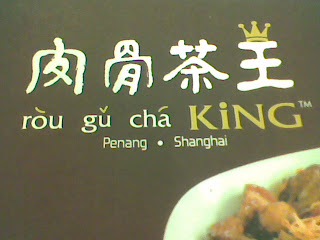 肉骨茶王
ròu gǔ chá KiNG™
Penang • Shanghai